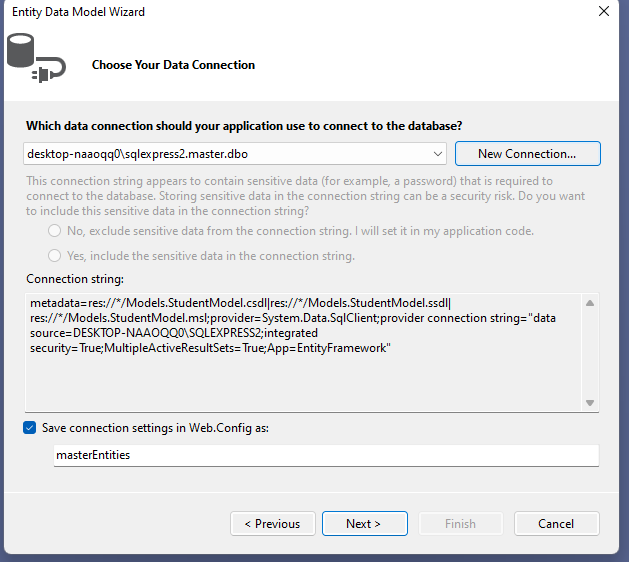 Entity Data Model Wizard
Choose Your Data Connection
Which data connection should your application use to connect to the database?
desktop-naaoqq0\sqlexpress2.master.dbo
New Connection...
This connection string appears to contain sensitive data (for example, a password) that is required to
connect to the database. Storing sensitive data in the connection string can be a security risk. Do you want
to include this sensitive data in the connection string?
No, exclude sensitive data from the connection string. I will set it in my application code.
Yes, include the sensitive data in the connection string.
Connection string:
metadata=res://*/Models.StudentModel.csdl|res://*/Models.StudentModel.ssdl|
res://*/Models.StudentModel.msl;provider=System.Data.SqlClient;provider connection string="data
source=DESKTOP-NAAOQQ0\SQLEXPRESS2;integrated
security=True;MultipleActiveResultSets=True;App=EntityFramework"
Save connection settings in Web.Config as:
masterEntities
< Previous
Next >
Finish
Cancel